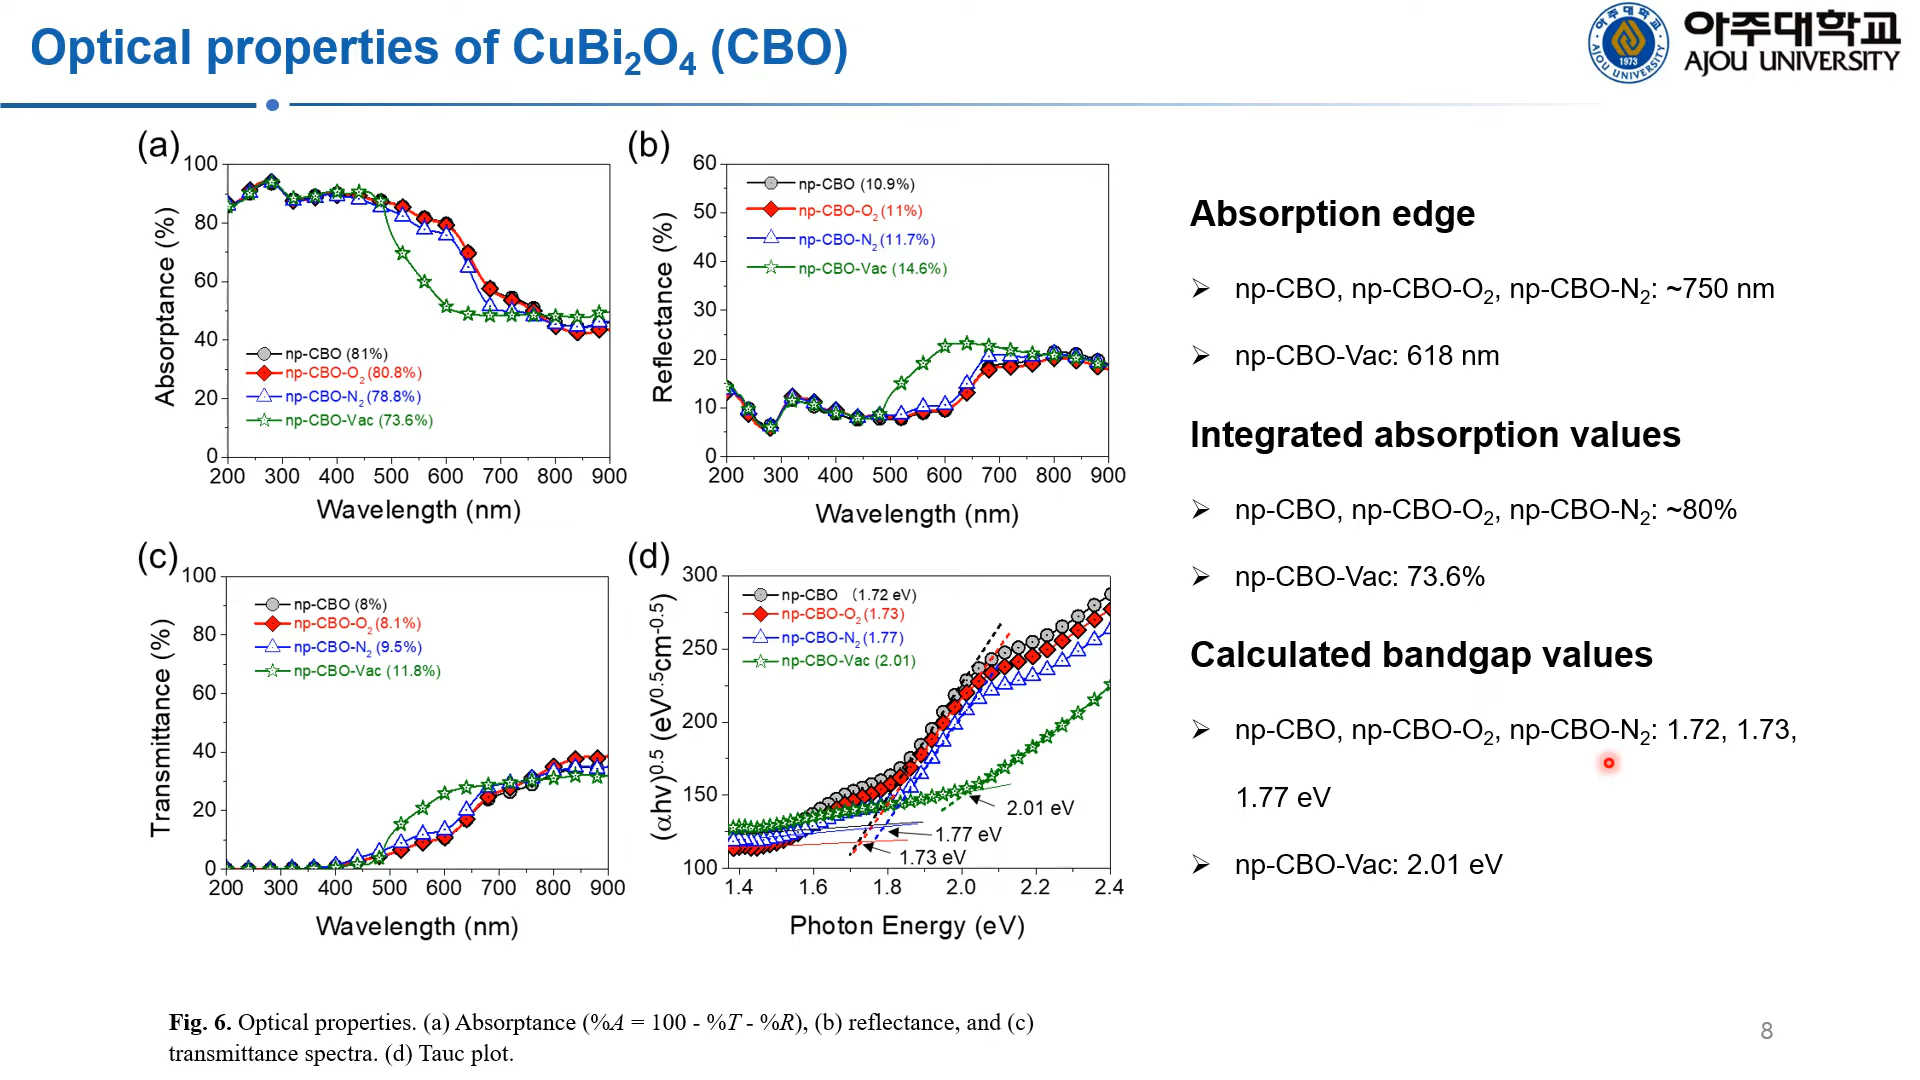 Optical properties of CuBi2O4 (CBO)
아주대학교
AJOU UNIVERSITY
아주대학교
AJOU UNIVERSITY
1973
(a)
100
80
60
40
20
0
Absorptance (%)
np-CBO (81%)
np-CBO-O2 (80.8%)
np-CBO-N2 (78.8%)
np-CBO-Vac (73.6%)
200 300 400 500 600 700 800 900
Wavelength (nm)
(b)
60
50
40
30
20
10
0
Reflectance (%)
np-CBO (10.9%)
np-CBO-O2 (11%)
np-CBO-N2 (11.7%)
np-CBO-Vac (14.6%)
200 300 400 500 600 700 800 900
Wavelength (nm)
(c)
100
80
60
40
20
0
Transmittance (%)
np-CBO (8%)
np-CBO-O2 (8.1%)
np-CBO-N2 (9.5%)
np-CBO-Vac (11.8%)
200 300 400 500 600 700 800 900
Wavelength (nm)
(d)
300
250
200
150
100
(αhv)0.5 (eV0.5cm-0.5)
np-CBO (1.72 eV)
np-CBO-O2 (1.73)
np-CBO-N2 (1.77)
np-CBO-Vac (2.01)
2.01 eV
1.77 eV
1.73 eV
1.4 1.6 1.8 2.0 2.2 2.4
Photon Energy (eV)
Absorption edge
➢ np-CBO, np-CBO-O2, np-CBO-N2: ~750 nm
➢ np-CBO-Vac: 618 nm
Integrated absorption values
➢ np-CBO, np-CBO-O2, np-CBO-N2: ~80%
➢ np-CBO-Vac: 73.6%
Calculated bandgap values
➢ np-CBO, np-CBO-O2, np-CBO-N2: 1.72, 1.73,
1.77 eV
➢ np-CBO-Vac: 2.01 eV
Fig. 6. Optical properties. (a) Absorptance (%A = 100 - %T - %R), (b) reflectance, and (c)
transmittance spectra. (d) Tauc plot.
8